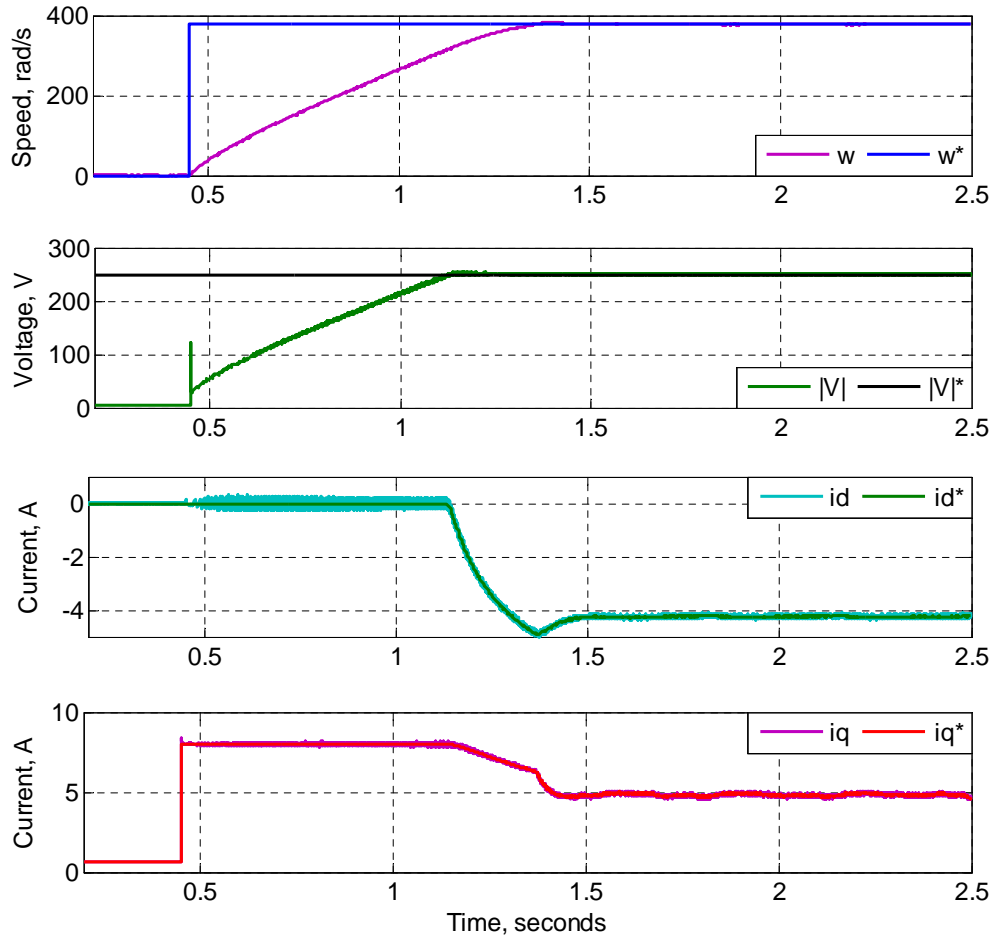 400
200
0
Speed, rad/s
w w*
0.5 1 1.5 2 2.5
300
200
100
0
Voltage, V
|V| |V|*
0.5 1 1.5 2 2.5
0
-2
-4
Current, A
id id*
0.5 1 1.5 2 2.5
10
5
0
Current, A
iq iq*
0.5 1 1.5 2 2.5
Time, seconds